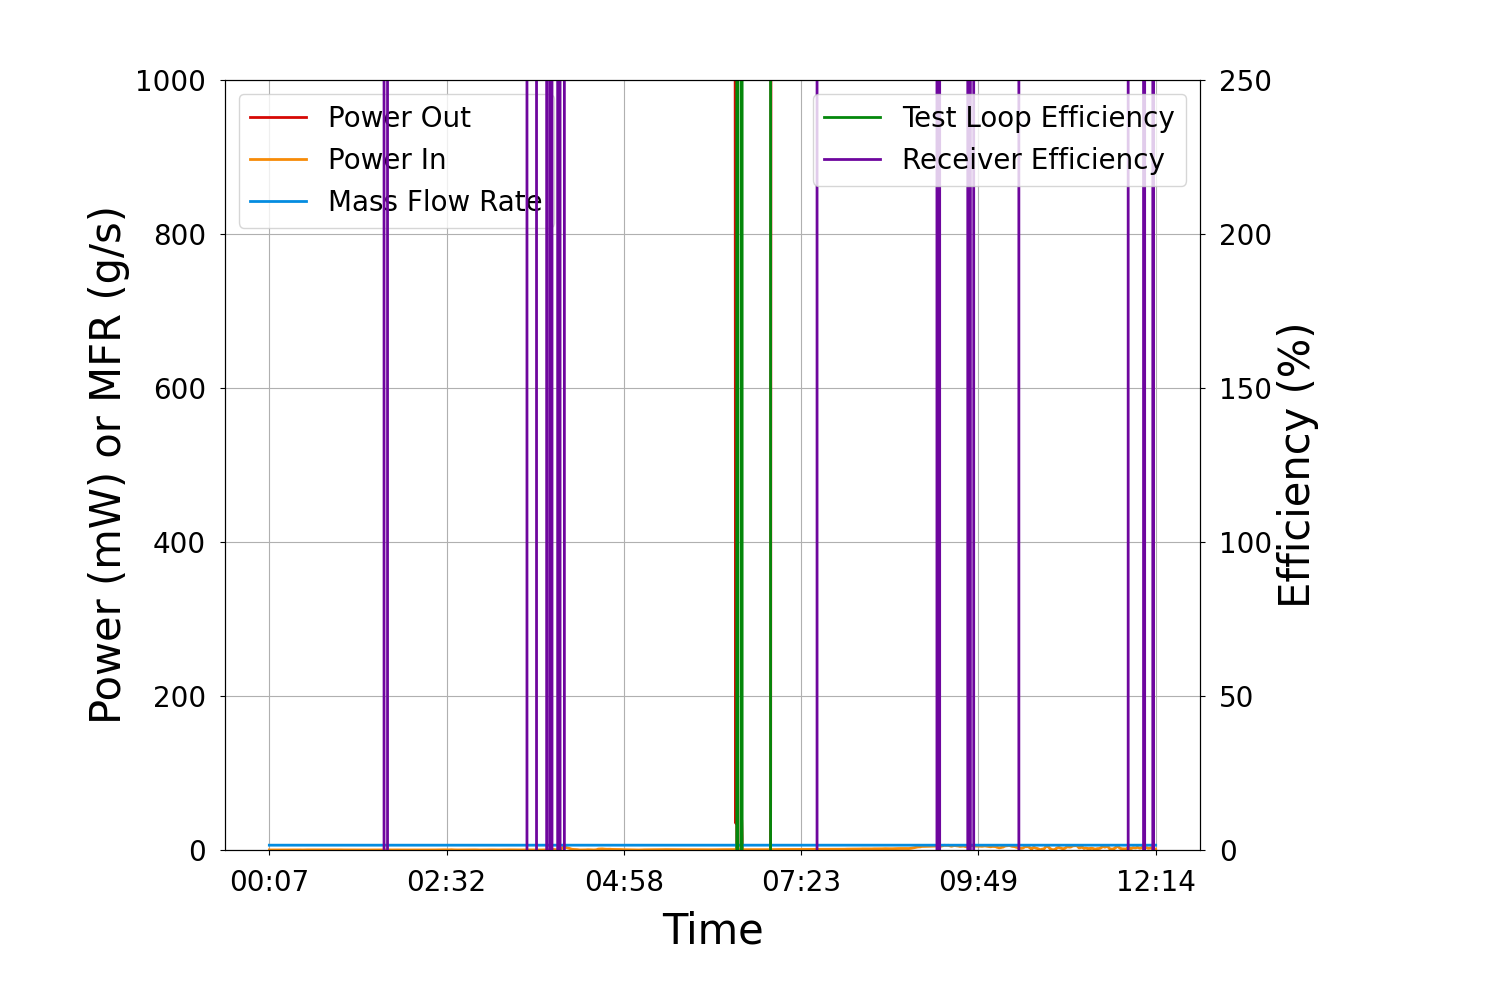 Power (mW) or MFR (g/s)
1000
800
600
400
200
0
Power Out
Power In
Mass Flow Rate
Test Loop Efficiency
Receiver Efficiency
250
200
150
100
50
0
Efficiency (%)
00:07 02:32 04:58 07:23 09:49 12:14
Time